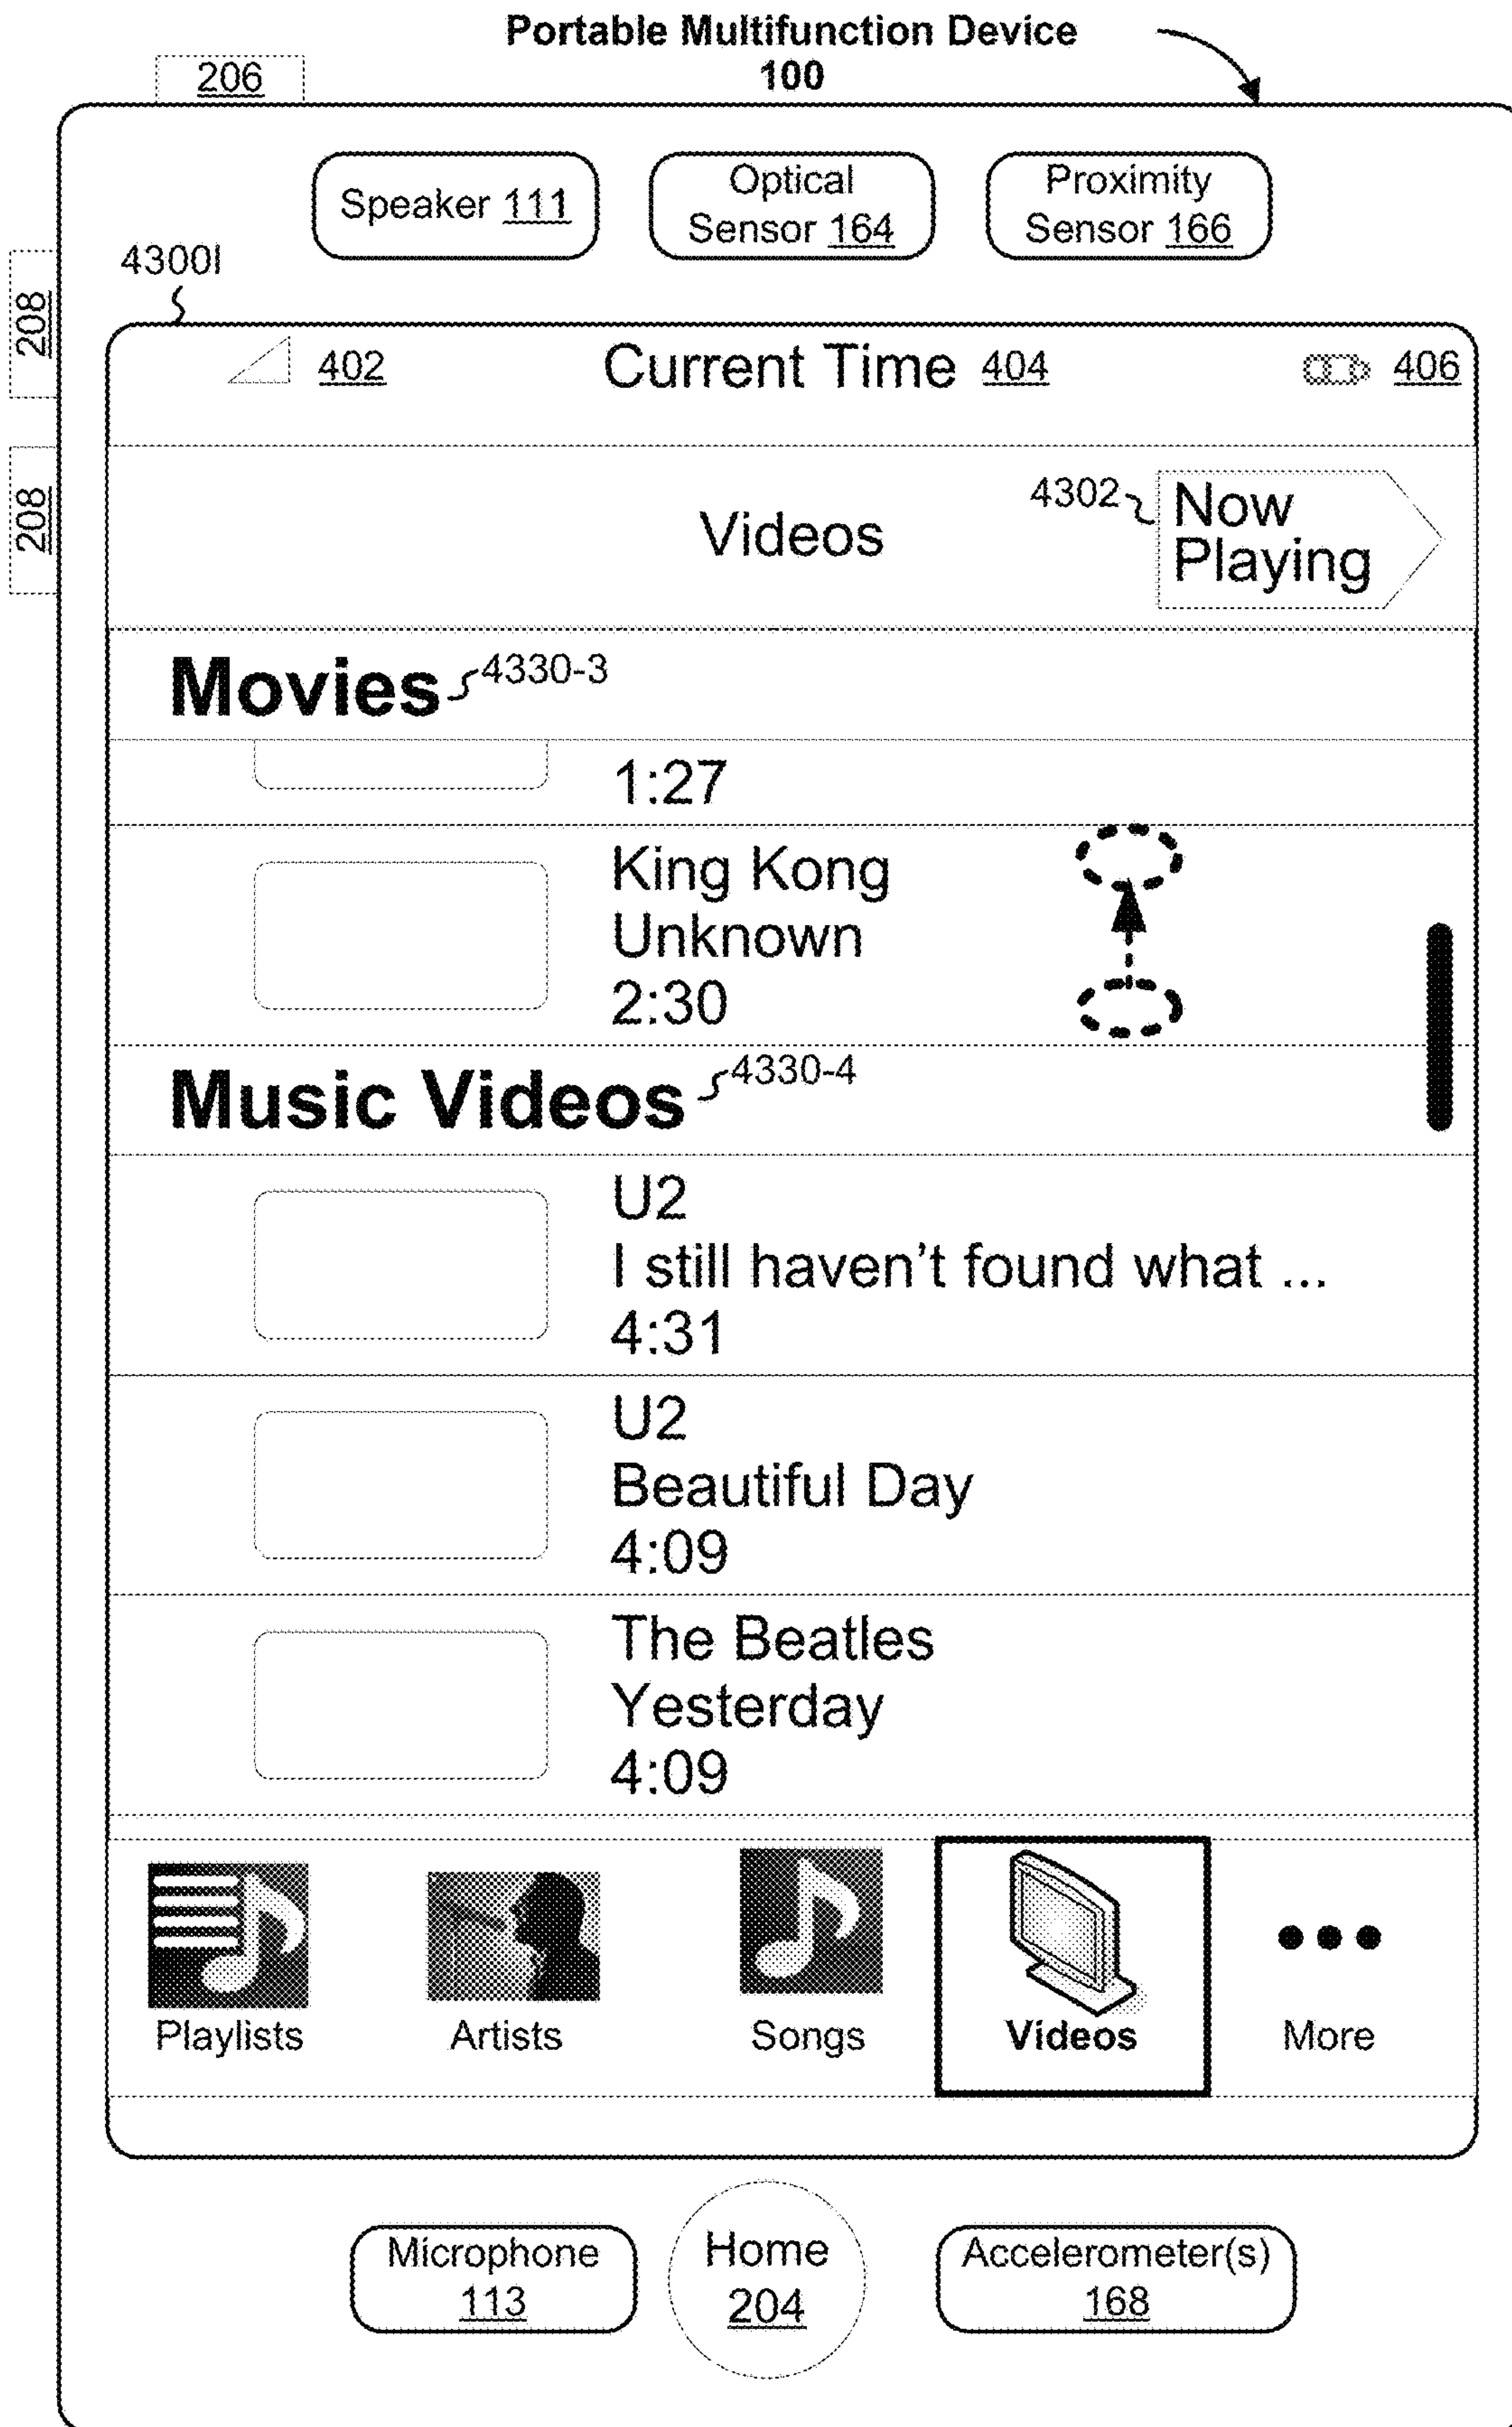 Portable Multifunction Device
100
206
Speaker 111
Optical
Sensor 164
Proximity
Sensor 166
4300I
208
208
402
Current Time 404
406
Videos
4302
Now
Playing
Movies
4330-3
1:27
King Kong
Unknown
2:30
Music Videos
4330-4
U2
I still haven't found what ...
4:31
U2
Beautiful Day
4:09
The Beatles
Yesterday
4:09
Playlists
Artists
Songs
Videos
More
Microphone
113
Home
204
Accelerometer(s)
168